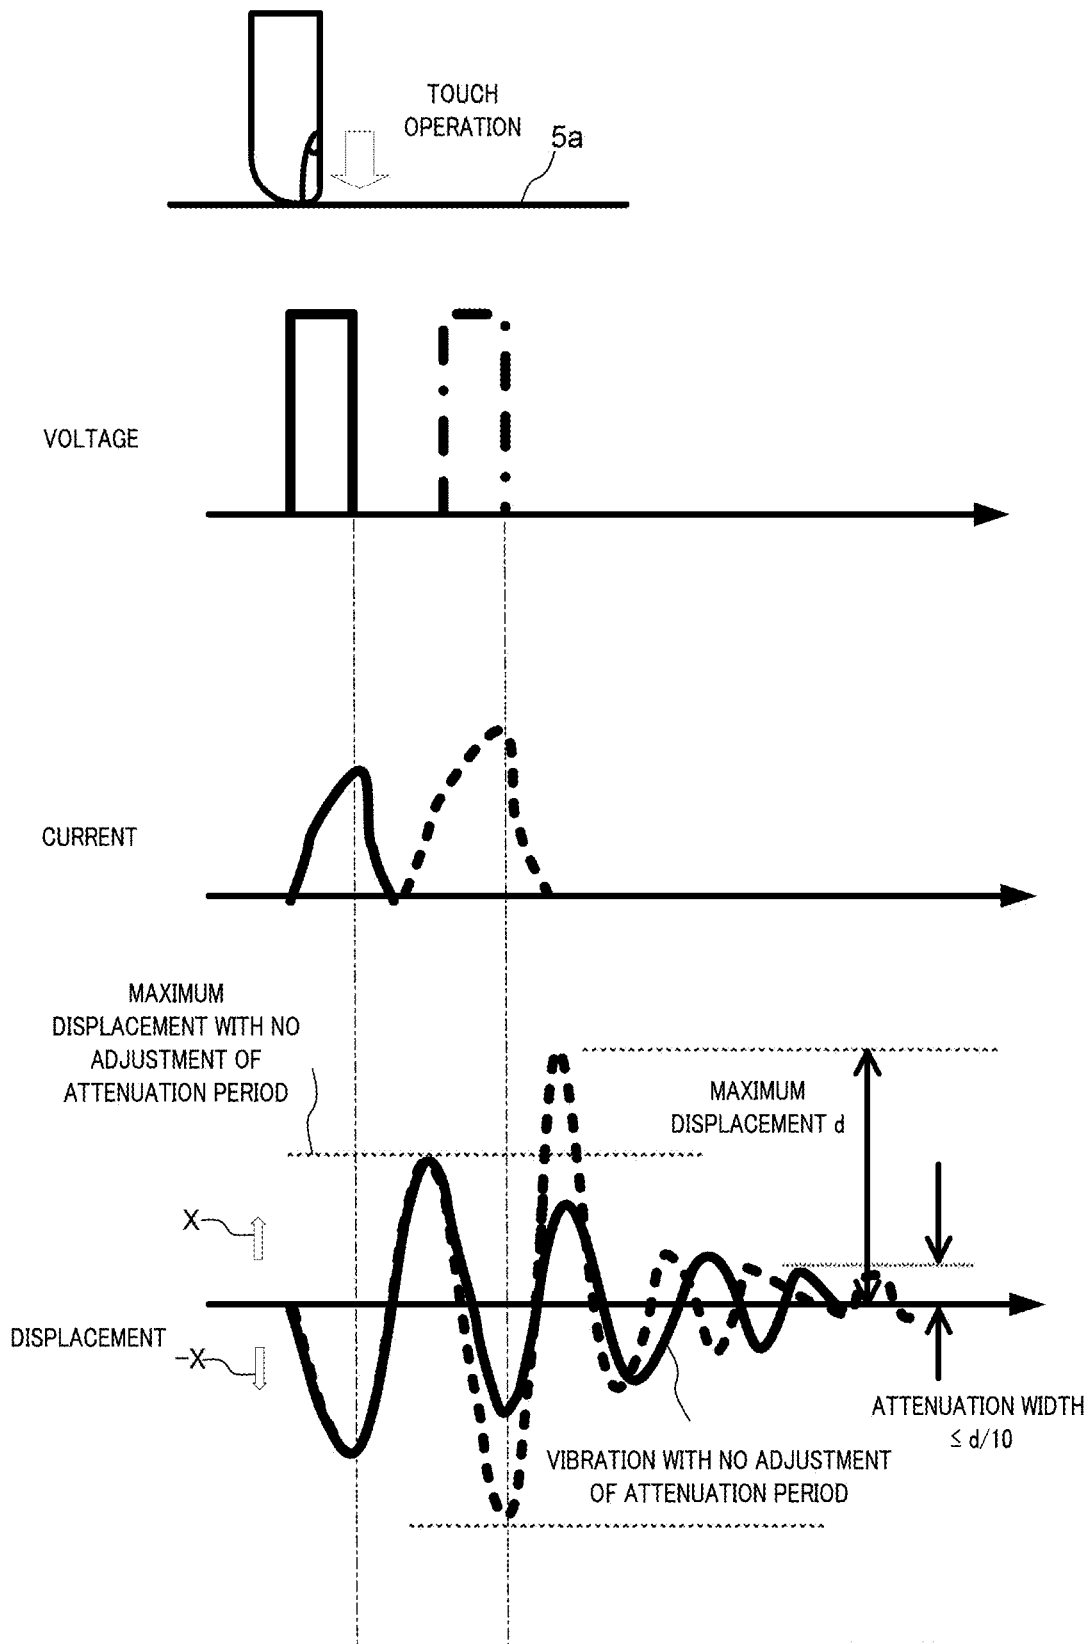 TOUCH
OPERATION
5a
VOLTAGE
CURRENT
MAXIMUM
DISPLACEMENT WITH NO
ADJUSTMENT OF
ATTENUATION PERIOD
MAXIMUM
DISPLACEMENT d
X
DISPLACEMENT
-X
ATTENUATION WIDTH
≤ d/10
VIBRATION WITH NO ADJUSTMENT
OF ATTENUATION PERIOD